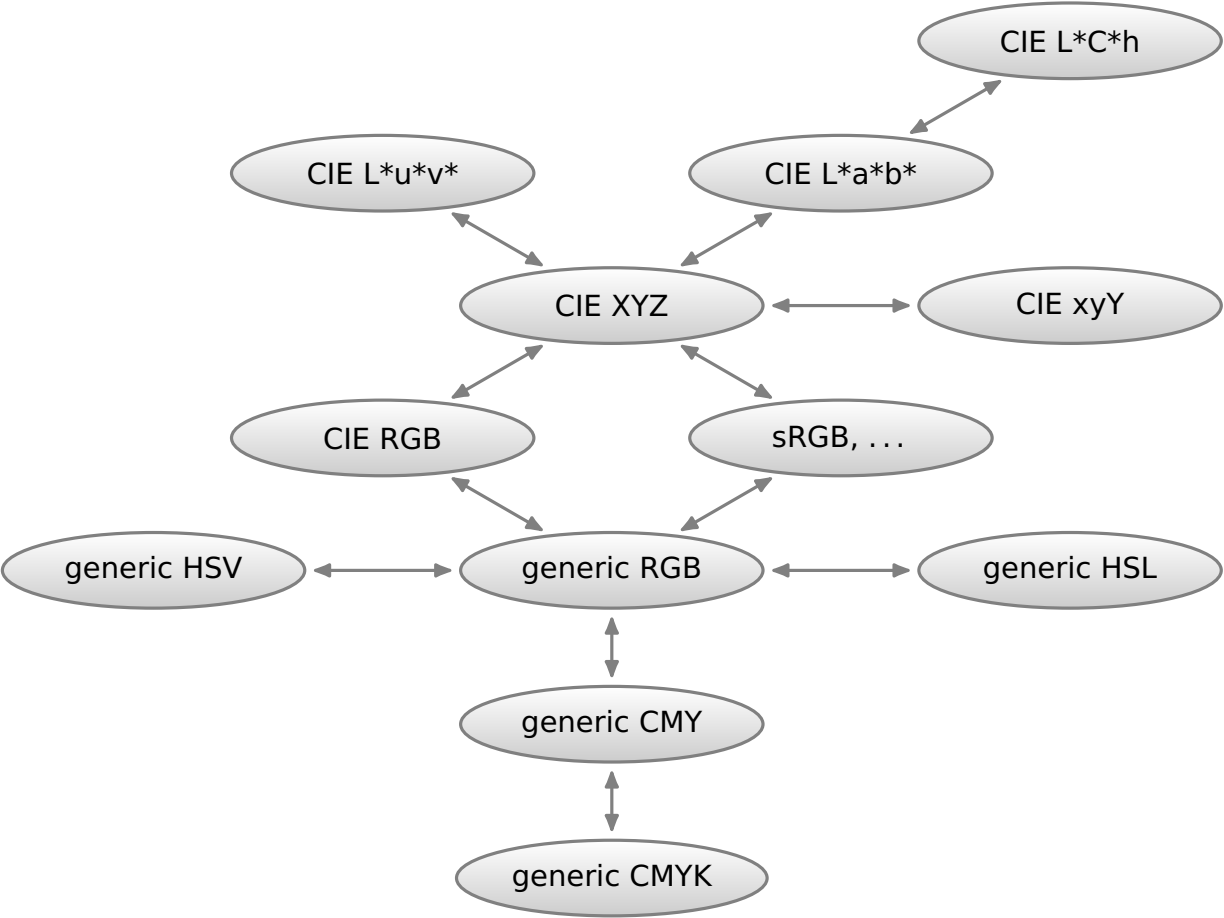 CIE L*C*h
CIE L*u*v*
CIE L*a*b*
CIE XYZ
CIE xyY
CIE RGB
sRGB, ...
generic HSV
generic RGB
generic HSL
generic CMY
generic CMYK